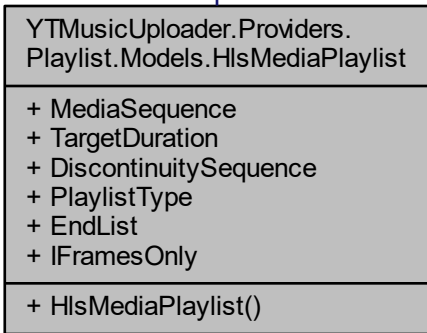 YTMusicUploader.Providers.
Playlist.Models.HlsMediaPlaylist
+ MediaSequence
+ TargetDuration
+ DiscontinuitySequence
+ PlaylistType
+ EndList
+ IFramesOnly
+ HlsMediaPlaylist()